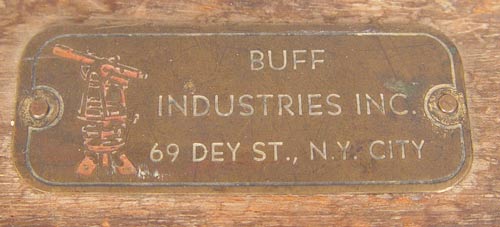 BUFF
INDUSTRIES INC.
69 DEY ST., N.Y. CITY